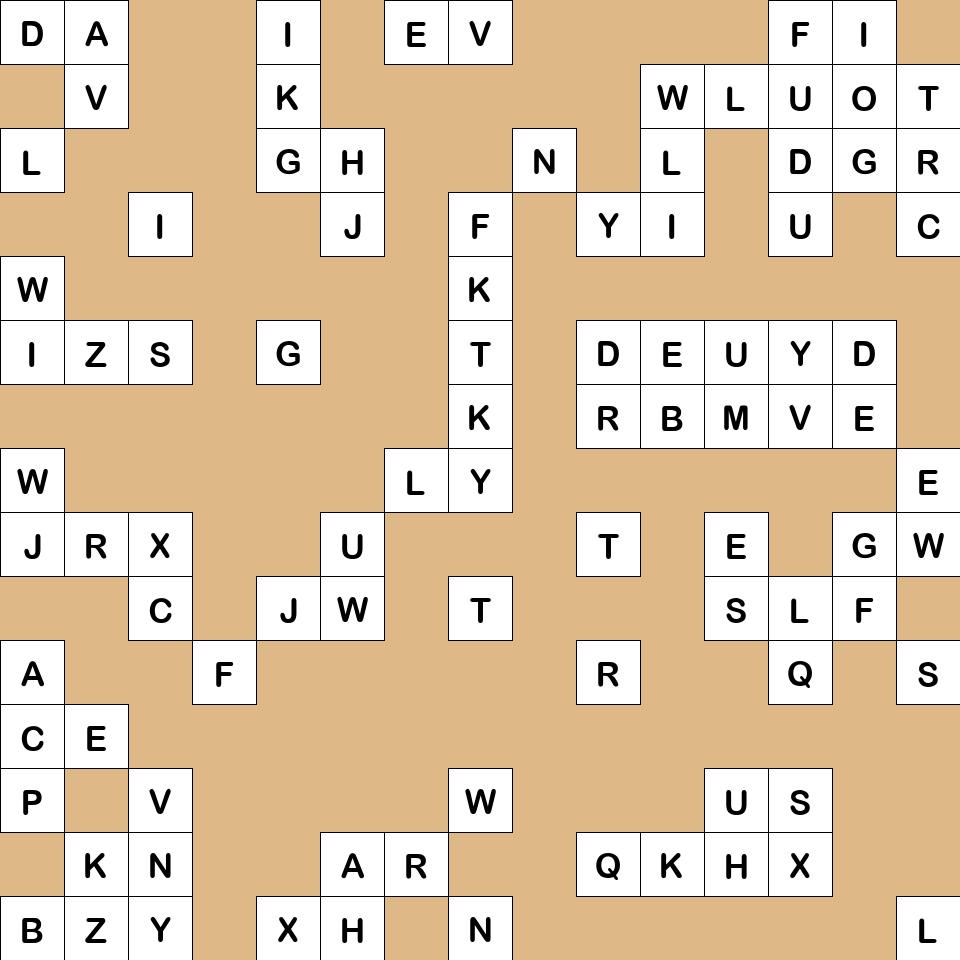 D A I E V F I
V K W L U O T
L G H N L D G R
I J F Y I U C
W K
I Z S G T D E U Y D
K R B M V E
W L Y E
J R X U T E G W
C J W T S L F
A F R Q S
C E
P V W U S
K N A R Q K H X
B Z Y X H N L